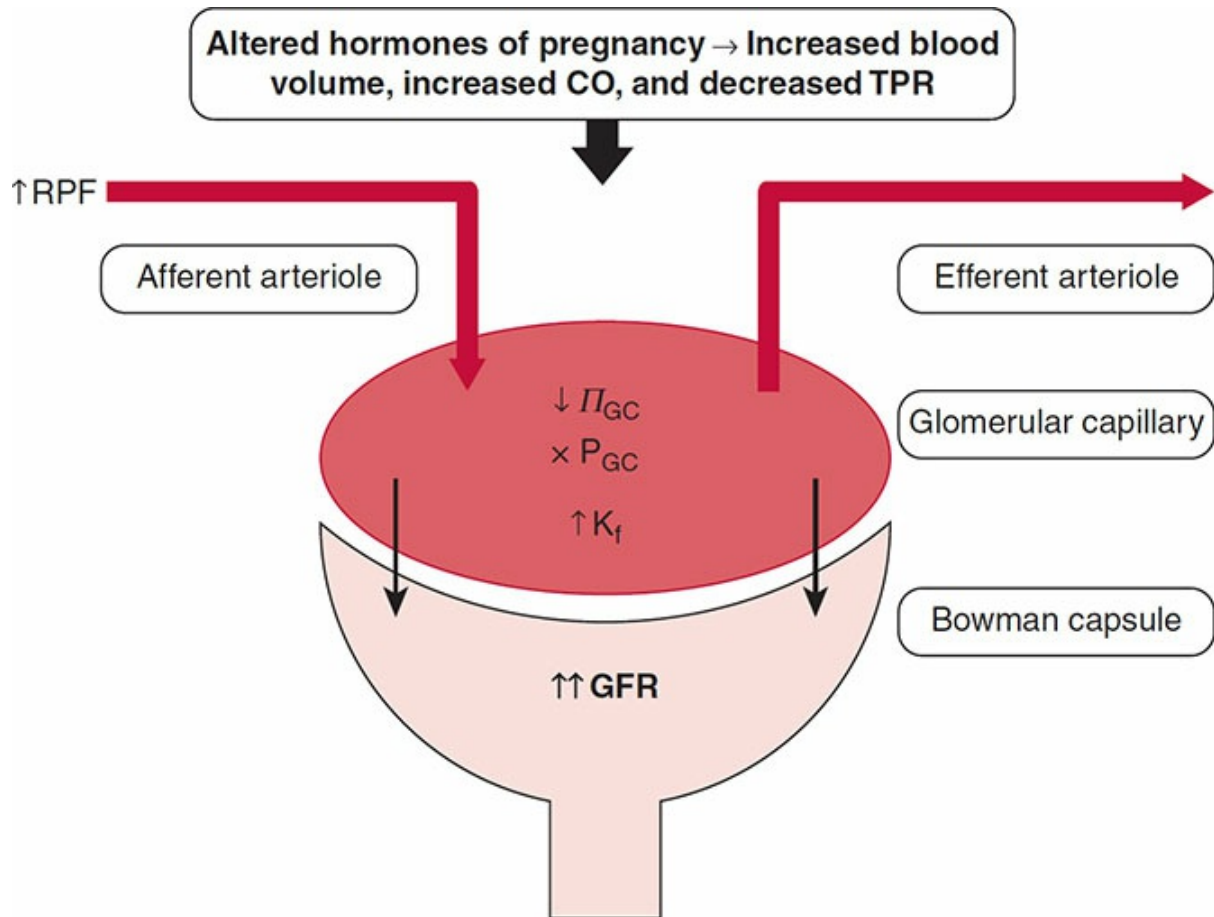 Altered hormones of pregnancy → Increased blood
volume, increased CO, and decreased TPR
↑RPF
Afferent arteriole
Efferent arteriole
↓ Π_GC
× P_GC
↑ K_f
Glomerular capillary
Bowman capsule
↑↑ GFR